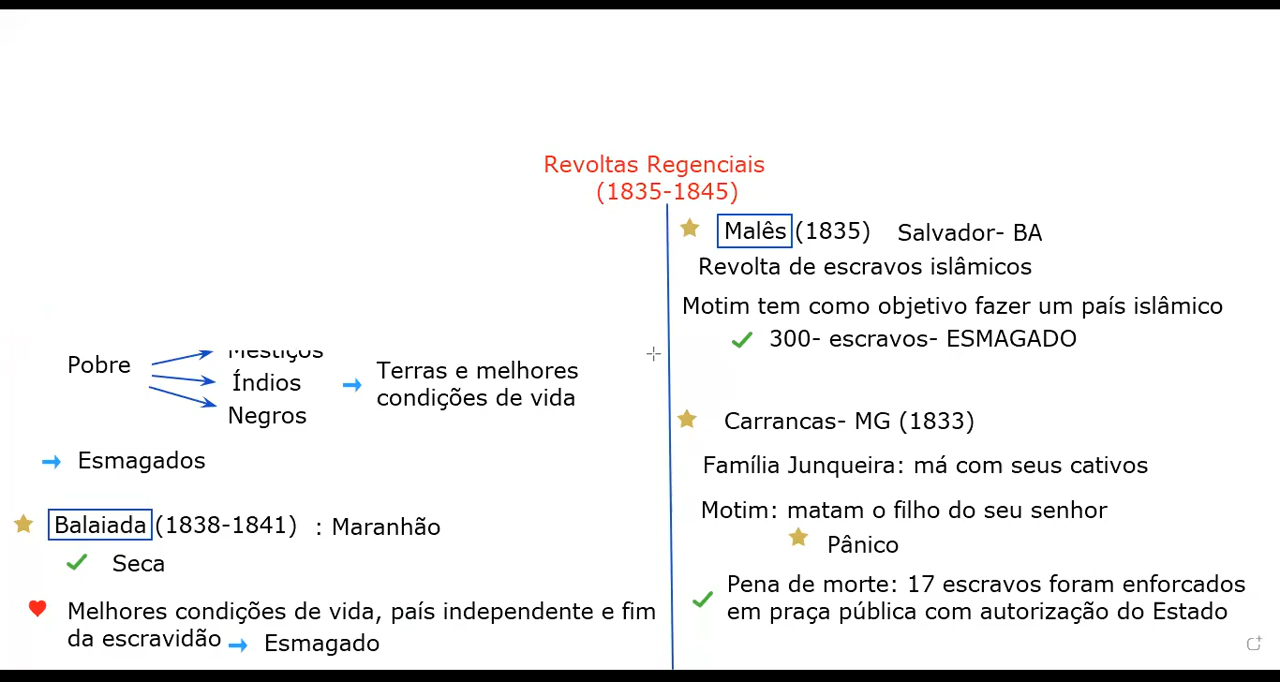 Revoltas Regenciais
(1835-1845)
Pobre
Mestiços
Índios
Negros
Terras e melhores
condições de vida
Esmagados
Balaiada (1838-1841) : Maranhão
Seca
Melhores condições de vida, país independente e fim
da escravidão Esmagado
Malês (1835) Salvador- BA
Revolta de escravos islâmicos
Motim tem como objetivo fazer um país islâmico
300- escravos- ESMAGADO
Carrancas- MG (1833)
Família Junqueira: má com seus cativos
Motim: matam o filho do seu senhor
Pânico
Pena de morte: 17 escravos foram enforcados
em praça pública com autorização do Estado